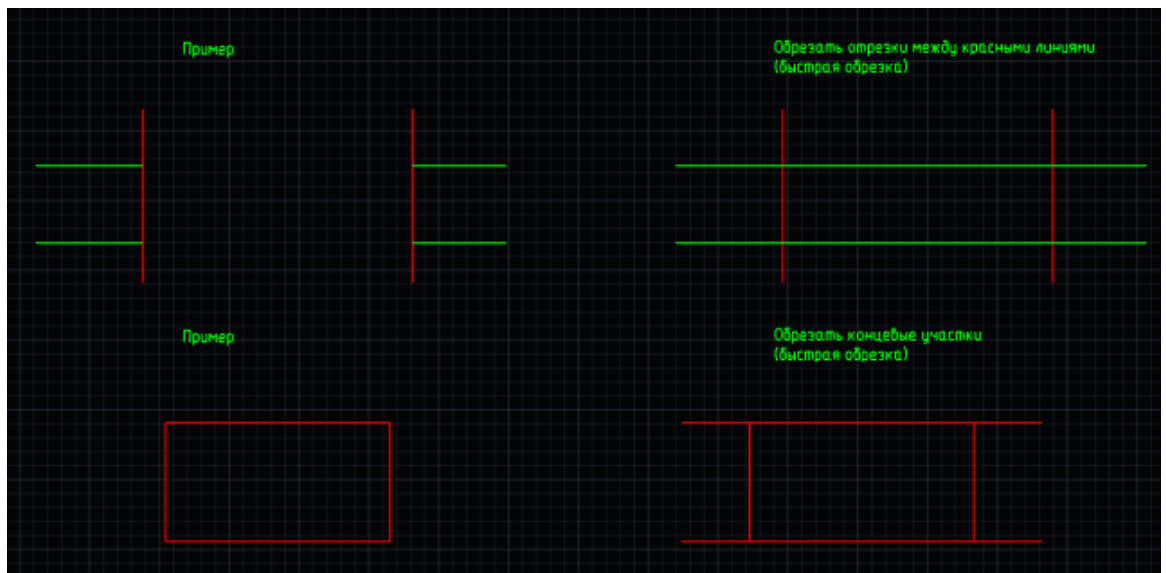 Пример
Обрезать отрезки между красными линиями
(быстрая обрезка)
Пример
Обрезать концевые участки
(быстрая обрезка)